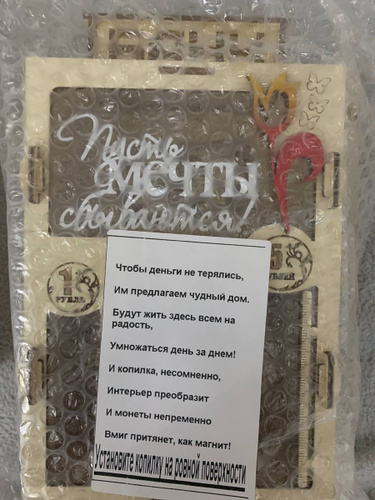 Пусть
мечты
сбываются!
1
РУБЛЬ
5
РУБЛЕЙ
Чтобы деньги не терялись,
Им предлагаем чудный дом.
Будут жить здесь всем на
радость,
Умножаться день за днем!
И копилка, несомненно,
Интерьер преобразит
И монеты непременно
Вмиг притянет, как магнит!
Установите копилку на ровной поверхности